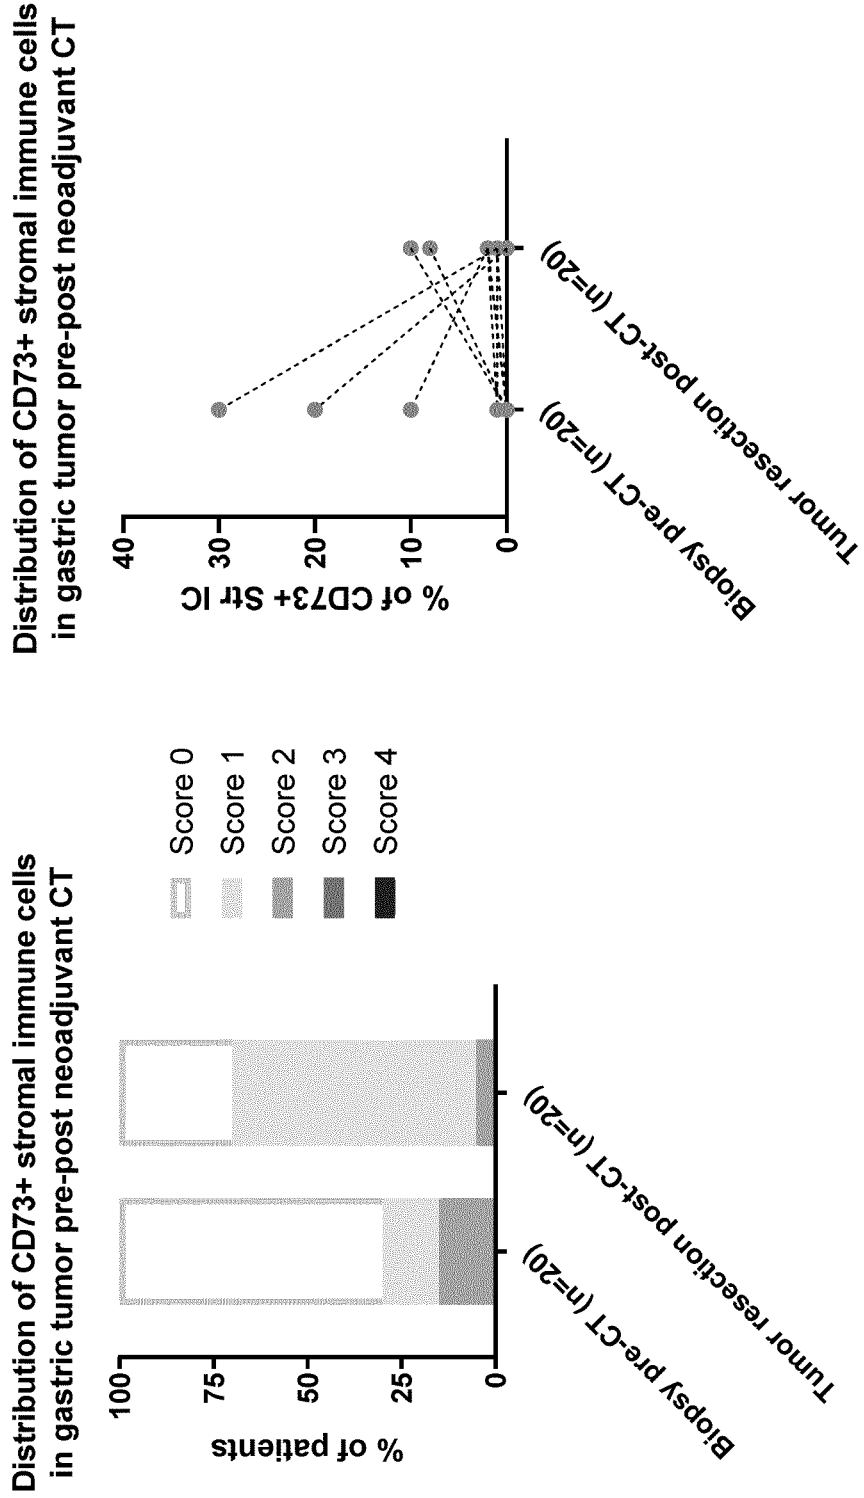 Distribution of CD73+ stromal immune cells
in gastric tumor pre-post neoadjuvant CT
% of patients
100
75
50
25
0
Biopsy pre-CT (n=20)
Tumor resection post-CT (n=20)
Score 0
Score 1
Score 2
Score 3
Score 4
Distribution of CD73+ stromal immune cells
in gastric tumor pre-post neoadjuvant CT
% of CD73+ Str IC
40
30
20
10
0
Biopsy pre-CT (n=20)
Tumor resection post-CT (n=20)